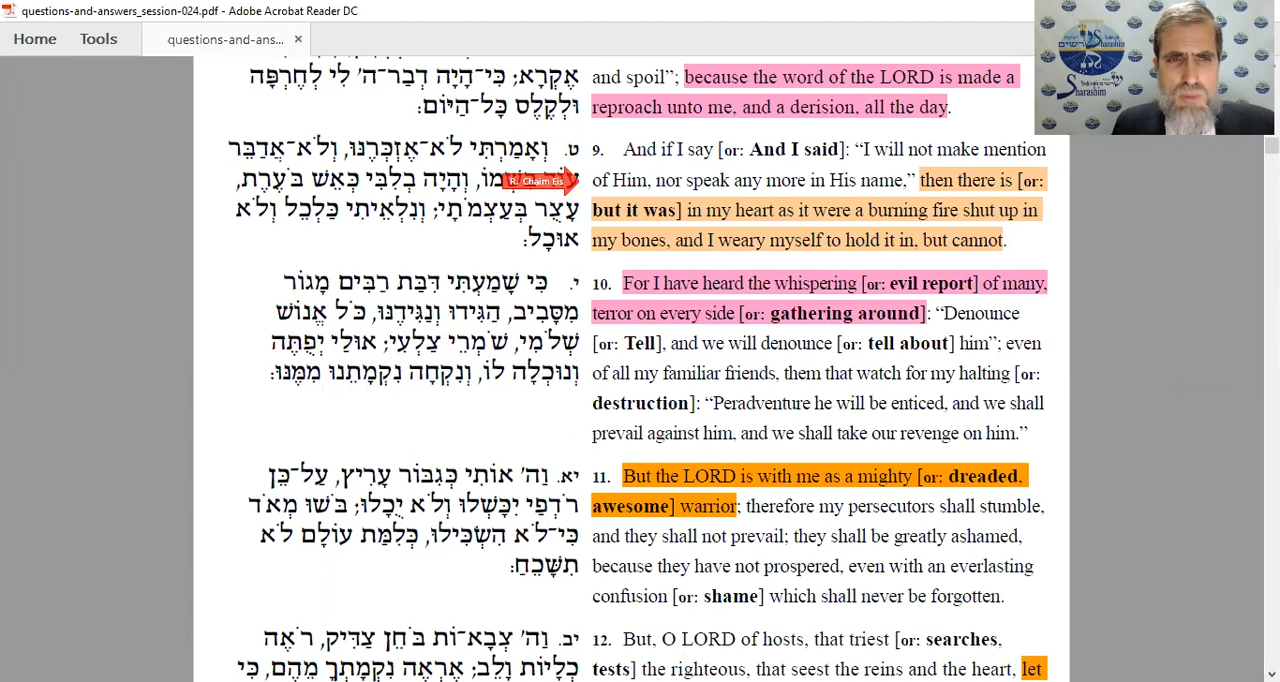 questions-and-answers_session-024.pdf - Adobe Acrobat Reader DC
Home
Tools
questions-and-ans...
אֶקְרָא; כִּי־הָיָה דְבַר־ה' לִי לְחֶרְפָּה
וּלְקֶלֶס כָּל־הַיּוֹם:
ט. וְאָמַרְתִּי לֹא־אֶזְכְּרֶנּוּ, וְלֹא־אֲדַבֵּר
וְהָיָה בְלִבִּי כְּאֵשׁ בֹּעֶרֶת,
עָצֻר בְּעַצְמֹתָי; וְנִלְאֵיתִי כַּלְכֵל וְלֹא
אוּכָל:
י. כִּי שָׁמַעְתִּי דִּבַּת רַבִּים מָגוֹר
מִסָּבִיב, הַגִּידוּ וְנַגִּידֶנּוּ, כֹּל אֱנוֹשׁ
שְׁלֹמִי, שֹׁמְרֵי צַלְעִי; אוּלַי יְפֻתֶּה
וְנוּכְלָה לוֹ, וְנִקְחָה נִקְמָתֵנוּ מִמֶּנּוּ:
יא. וַה' אוֹתִי כְּגִבּוֹר עָרִיץ, עַל־כֵּן
רֹדְפַי יִכָּשְׁלוּ וְלֹא יֻכָלוּ; בֹּשׁוּ מְאֹד
כִּי־לֹא הִשְׂכִּילוּ, כְּלִמַּת עוֹלָם לֹא
תִשָּׁכֵחַ:
יב. וַה' צְבָא־וֹת בֹּחֵן צַדִּיק, רֹאֶה
כְלָיוֹת וָלֵב; אֶרְאֶה נִקְמָתְךָ מֵהֶם, כִּי
and spoil”; because the word of the LORD is made a
reproach unto me, and a derision, all the day.
9. And if I say [or: And I said]: “I will not make mention
of Him, nor speak any more in His name,” then there is [or:
but it was] in my heart as it were a burning fire shut up in
my bones, and I weary myself to hold it in, but cannot.
10. For I have heard the whispering [or: evil report] of many,
terror on every side [or: gathering around]: “Denounce
[or: Tell], and we will denounce [or: tell about] him”; even
of all my familiar friends, them that watch for my halting [or:
destruction]: “Peradventure he will be enticed, and we shall
prevail against him, and we shall take our revenge on him.”
11. But the LORD is with me as a mighty [or: dreaded,
awesome] warrior; therefore my persecutors shall stumble,
and they shall not prevail; they shall be greatly ashamed,
because they have not prospered, even with an everlasting
confusion [or: shame] which shall never be forgotten.
12. But, O LORD of hosts, that triest [or: searches,
tests] the righteous, that seest the reins and the heart, let
R. Chaim Eis
Sharashim